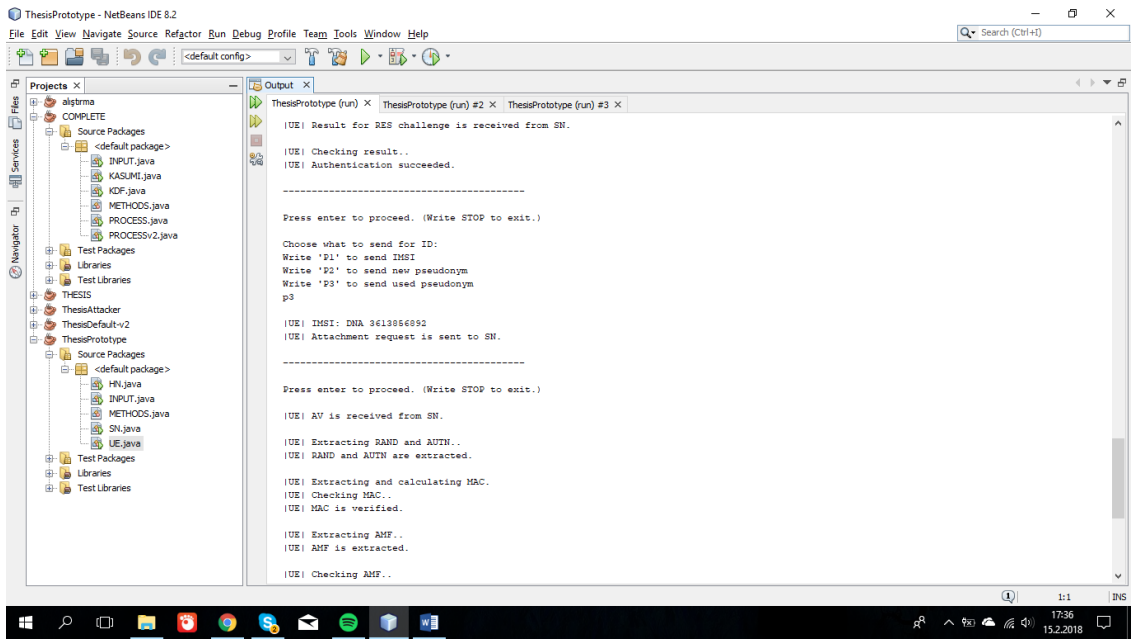 ThesisPrototype - NetBeans IDE 8.2
File Edit View Navigate Source Refactor Run Debug Profile Team Tools Window Help
Search (Ctrl+I)
<default config>
Projects
Output
Files
Services
Navigator
ThesisPrototype (run) ThesisPrototype (run) #2 ThesisPrototype (run) #3
alıştırma
COMPLETE
Source Packages
<default package>
INPUT.java
KASUMI.java
KDF.java
METHODS.java
PROCESS.java
PROCESSv2.java
Test Packages
Libraries
Test Libraries
THESIS
ThesisAttacker
ThesisDefault-v2
ThesisPrototype
Source Packages
<default package>
HN.java
INPUT.java
METHODS.java
SN.java
UE.java
Test Packages
Libraries
Test Libraries
|UE| Result for RES challenge is received from SN.
|UE| Checking result..
|UE| Authentication succeeded.
------------------------------------------
Press enter to proceed. (Write STOP to exit.)
Choose what to send for ID:
Write 'P1' to send IMSI
Write 'P2' to send new pseudonym
Write 'P3' to send used pseudonym
p3
|UE| IMSI: DNA 3613856892
|UE| Attachment request is sent to SN.
------------------------------------------
Press enter to proceed. (Write STOP to exit.)
|UE| AV is received from SN.
|UE| Extracting RAND and AUTN..
|UE| RAND and AUTN are extracted.
|UE| Extracting and calculating MAC.
|UE| Checking MAC..
|UE| MAC is verified.
|UE| Extracting AMF..
|UE| AMF is extracted.
|UE| Checking AMF..
1
1:1
INS
17:36
15.2.2018